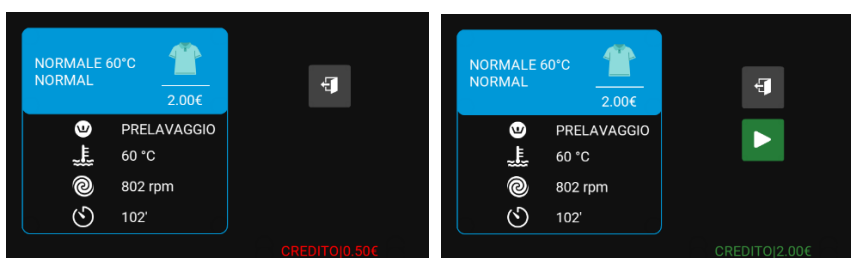 NORMALE 60°C
NORMAL
2.00€
PRELAVAGGIO
60 °C
802 rpm
102'
CREDITO|0.50€
NORMALE 60°C
NORMAL
2.00€
PRELAVAGGIO
60 °C
802 rpm
102'
CREDITO|2.00€